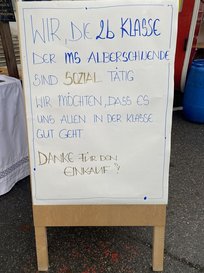 WIR, DIE 2b KLASSE
DER MS ALBERSCHWENDE
SIND SOZIAL TÄTIG
WIR MÖCHTEN, DASS ES
UNS ALLEN IN DER KLASSE
GUT GEHT
DANKE FÜR DEN
EINKAUF